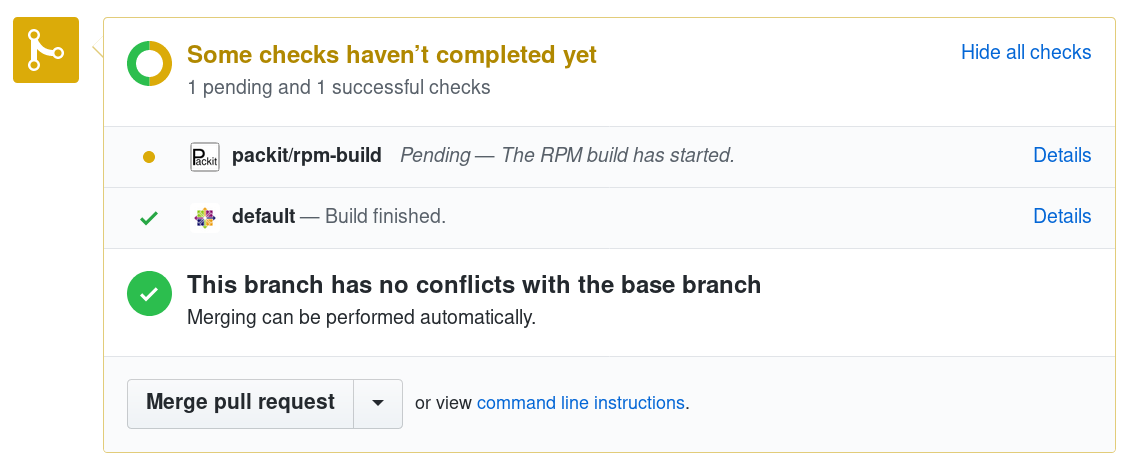 Some checks haven’t completed yet
Hide all checks
1 pending and 1 successful checks
Packit
packit/rpm-build Pending — The RPM build has started.
Details
default — Build finished.
Details
This branch has no conflicts with the base branch
Merging can be performed automatically.
Merge pull request
or view command line instructions.